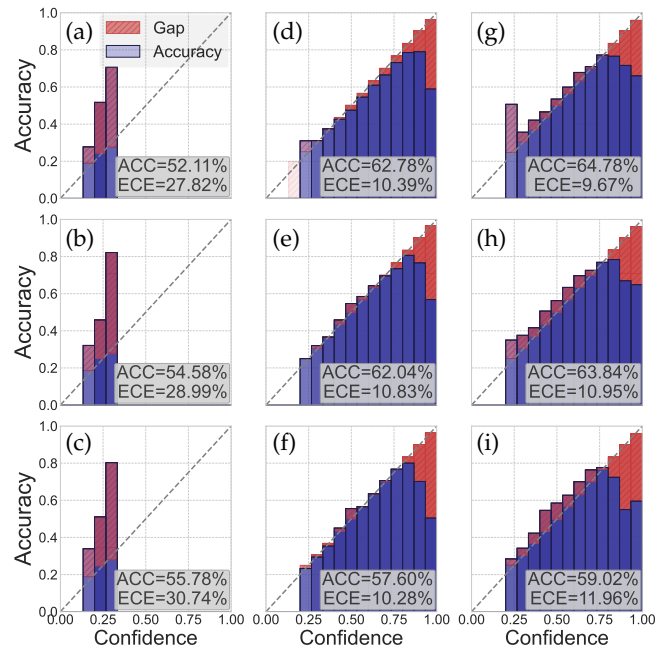 (a)
Gap
Accuracy
(d)
(g)
1.0
0.8
0.6
0.4
0.2
0.0
Accuracy
ACC=52.11%
ECE=27.82%
ACC=62.78%
ECE=10.39%
ACC=64.78%
ECE=9.67%
(b)
(e)
(h)
1.0
0.8
0.6
0.4
0.2
0.0
Accuracy
ACC=54.58%
ECE=28.99%
ACC=62.04%
ECE=10.83%
ACC=63.84%
ECE=10.95%
(c)
(f)
(i)
1.0
0.8
0.6
0.4
0.2
0.0
Accuracy
ACC=55.78%
ECE=30.74%
ACC=57.60%
ECE=10.28%
ACC=59.02%
ECE=11.96%
0.00 0.25 0.50 0.75 1.00
0.00 0.25 0.50 0.75 1.00
0.00 0.25 0.50 0.75 1.00
Confidence
Confidence
Confidence